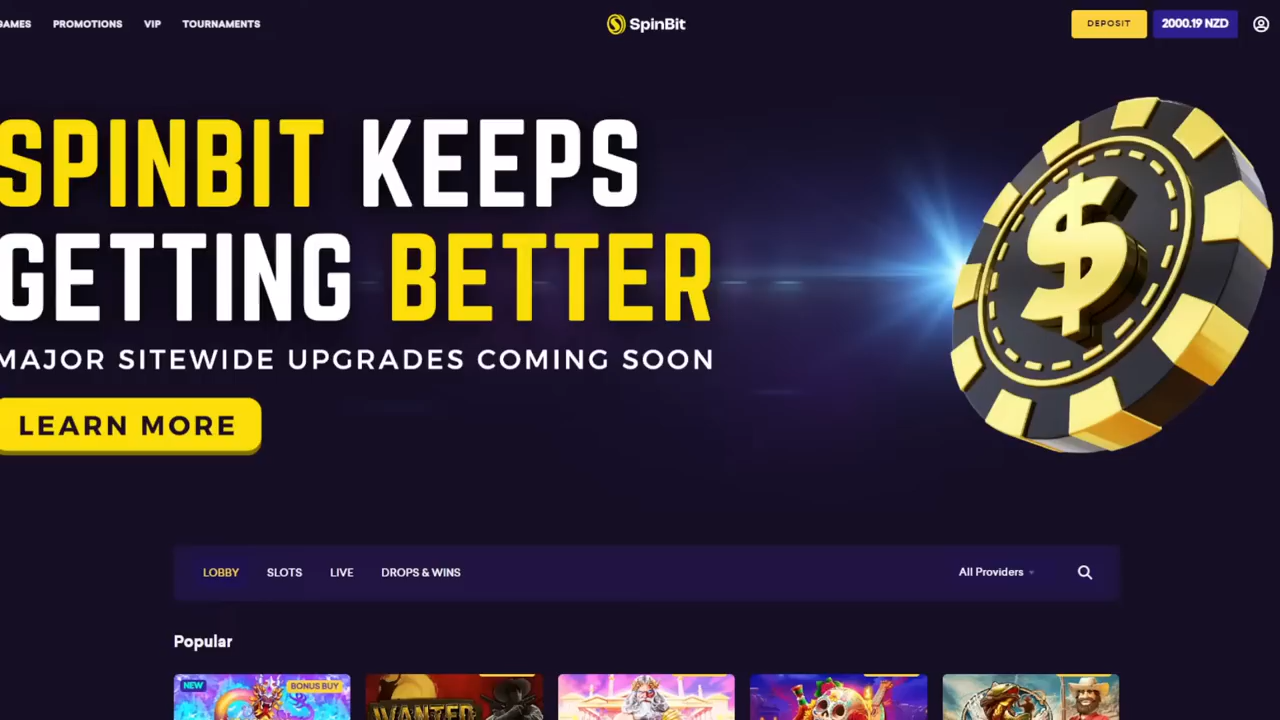 GAMES PROMOTIONS VIP TOURNAMENTS SpinBit DEPOSIT 2000.19 NZD
SPINBIT KEEPS
GETTING BETTER
MAJOR SITEWIDE UPGRADES COMING SOON
LEARN MORE
LOBBY SLOTS LIVE DROPS & WINS All Providers
Popular
NEW BONUS BUY
WANTED